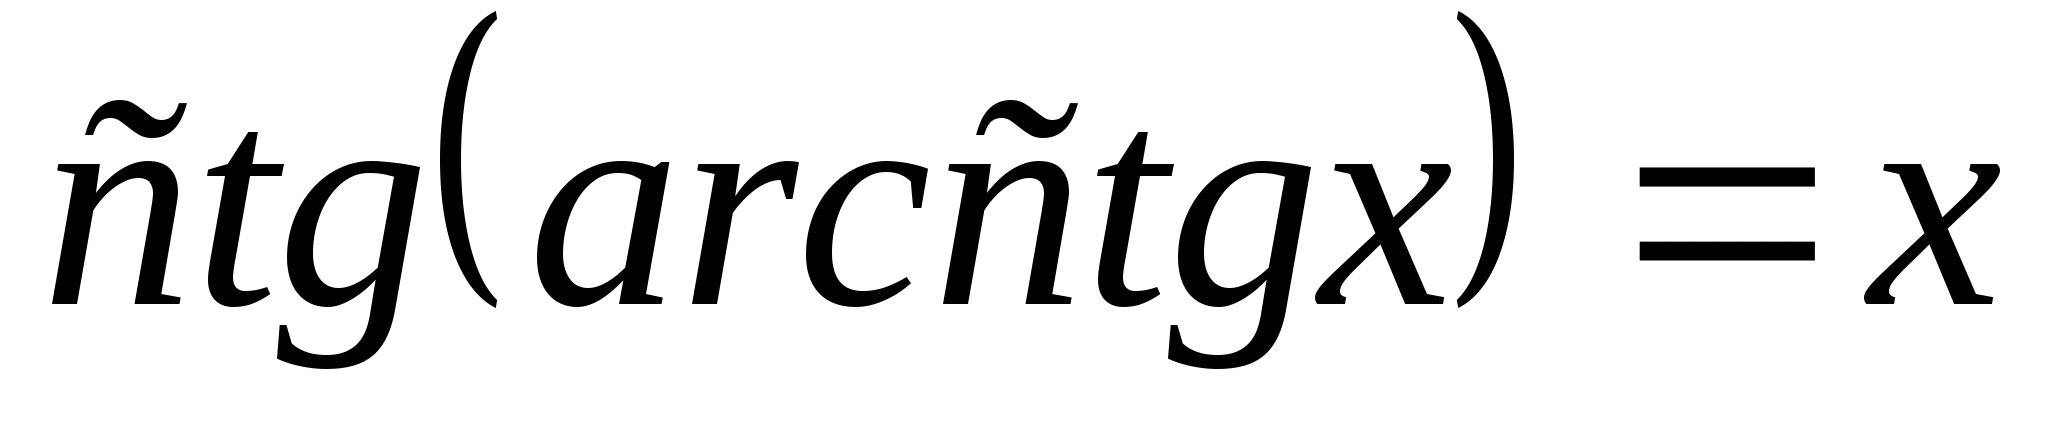 ñtg(arcñtgx) = x